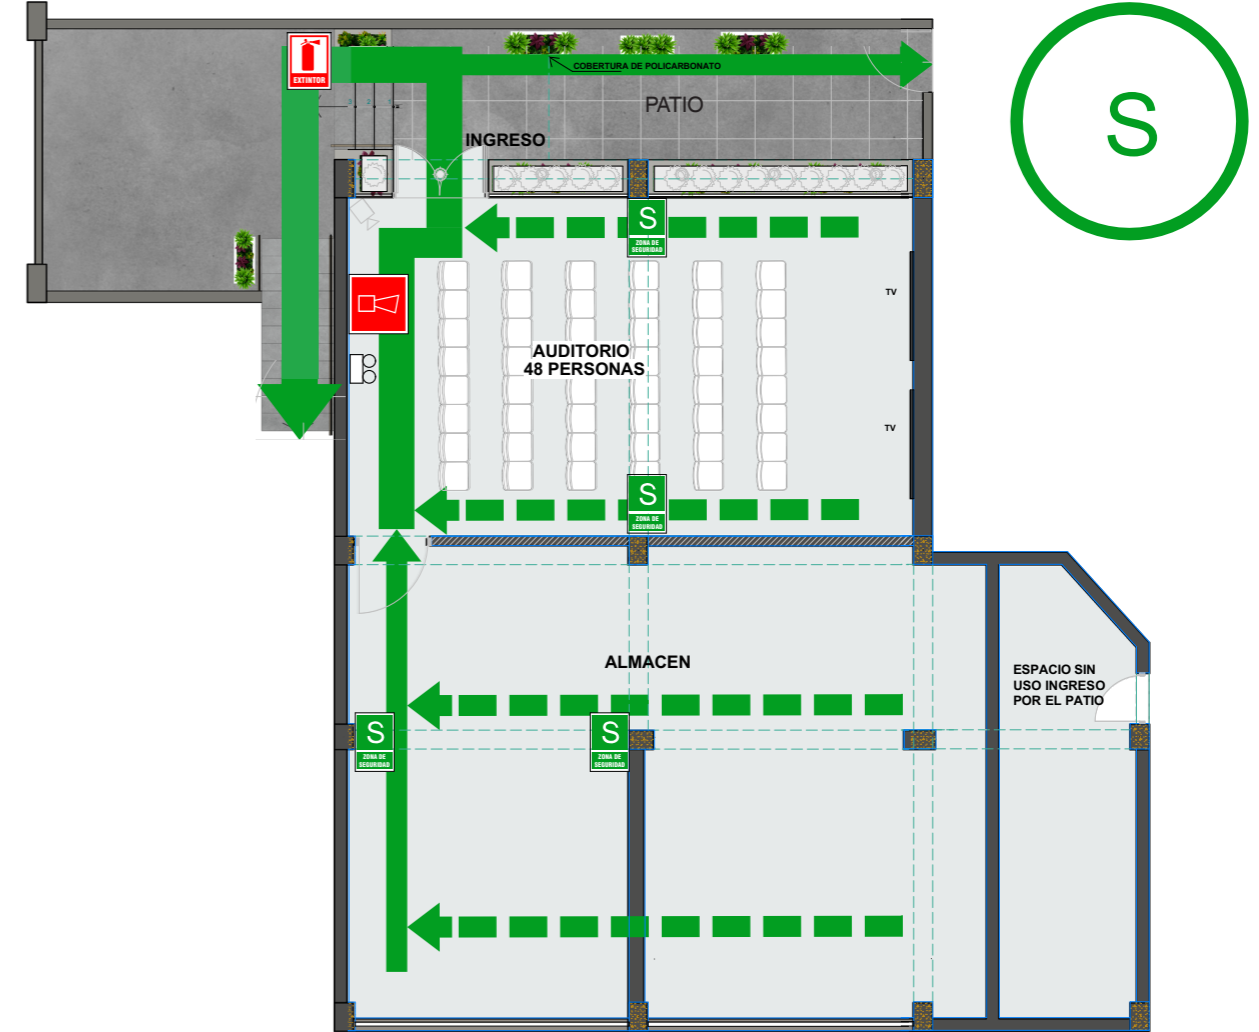 EXTINTOR
COBERTURA DE POLICARBONATO
PATIO
S
INGRESO
S
ZONA DE
SEGURIDAD
TV
AUDITORIO
48 PERSONAS
TV
S
ZONA DE
SEGURIDAD
ALMACEN
ESPACIO SIN
USO INGRESO
POR EL PATIO
S
ZONA DE
SEGURIDAD
S
ZONA DE
SEGURIDAD